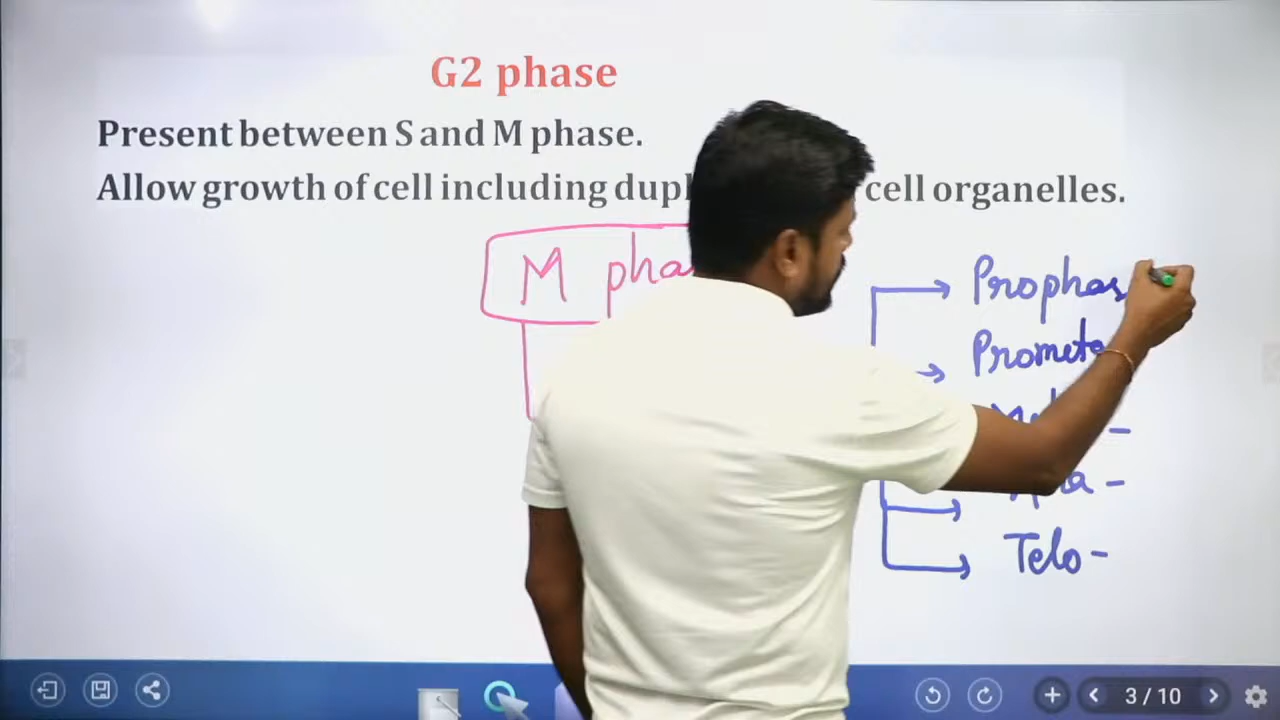 G2 phase
Present between S and M phase.
Allow growth of cell including dupl cell organelles.
M pha
Prophas
Prometa
Telo -
3 / 10